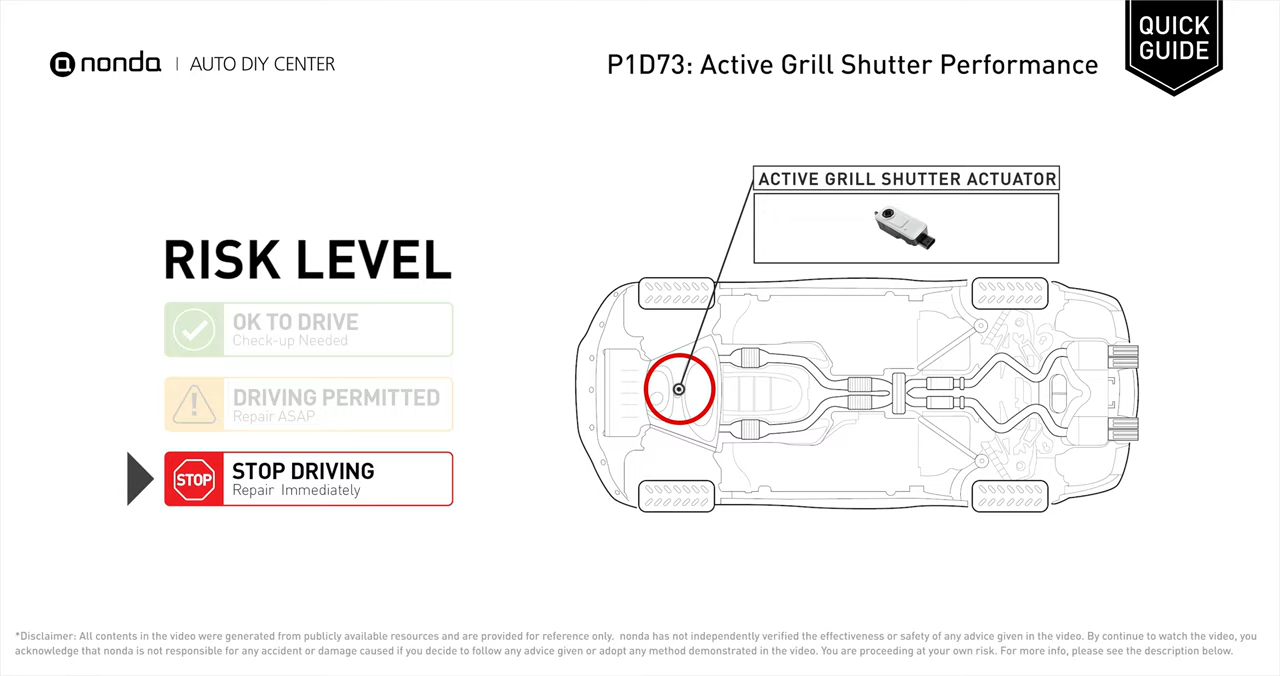 nonda | AUTO DIY CENTER
P1D73: Active Grill Shutter Performance
QUICK
GUIDE
ACTIVE GRILL SHUTTER ACTUATOR
RISK LEVEL
OK TO DRIVE
Check-up Needed
DRIVING PERMITTED
Repair ASAP
STOP
STOP DRIVING
Repair Immediately
*Disclaimer: All contents in the video were generated from publicly available resources and are provided for reference only. nonda has not independently verified the effectiveness or safety of any advice given in the video. By continue to watch the video, you
acknowledge that nonda is not responsible for any accident or damage caused if you decide to follow any advice given or adopt any method demonstrated in the video. You are proceeding at your own risk. For more info, please see the description below.